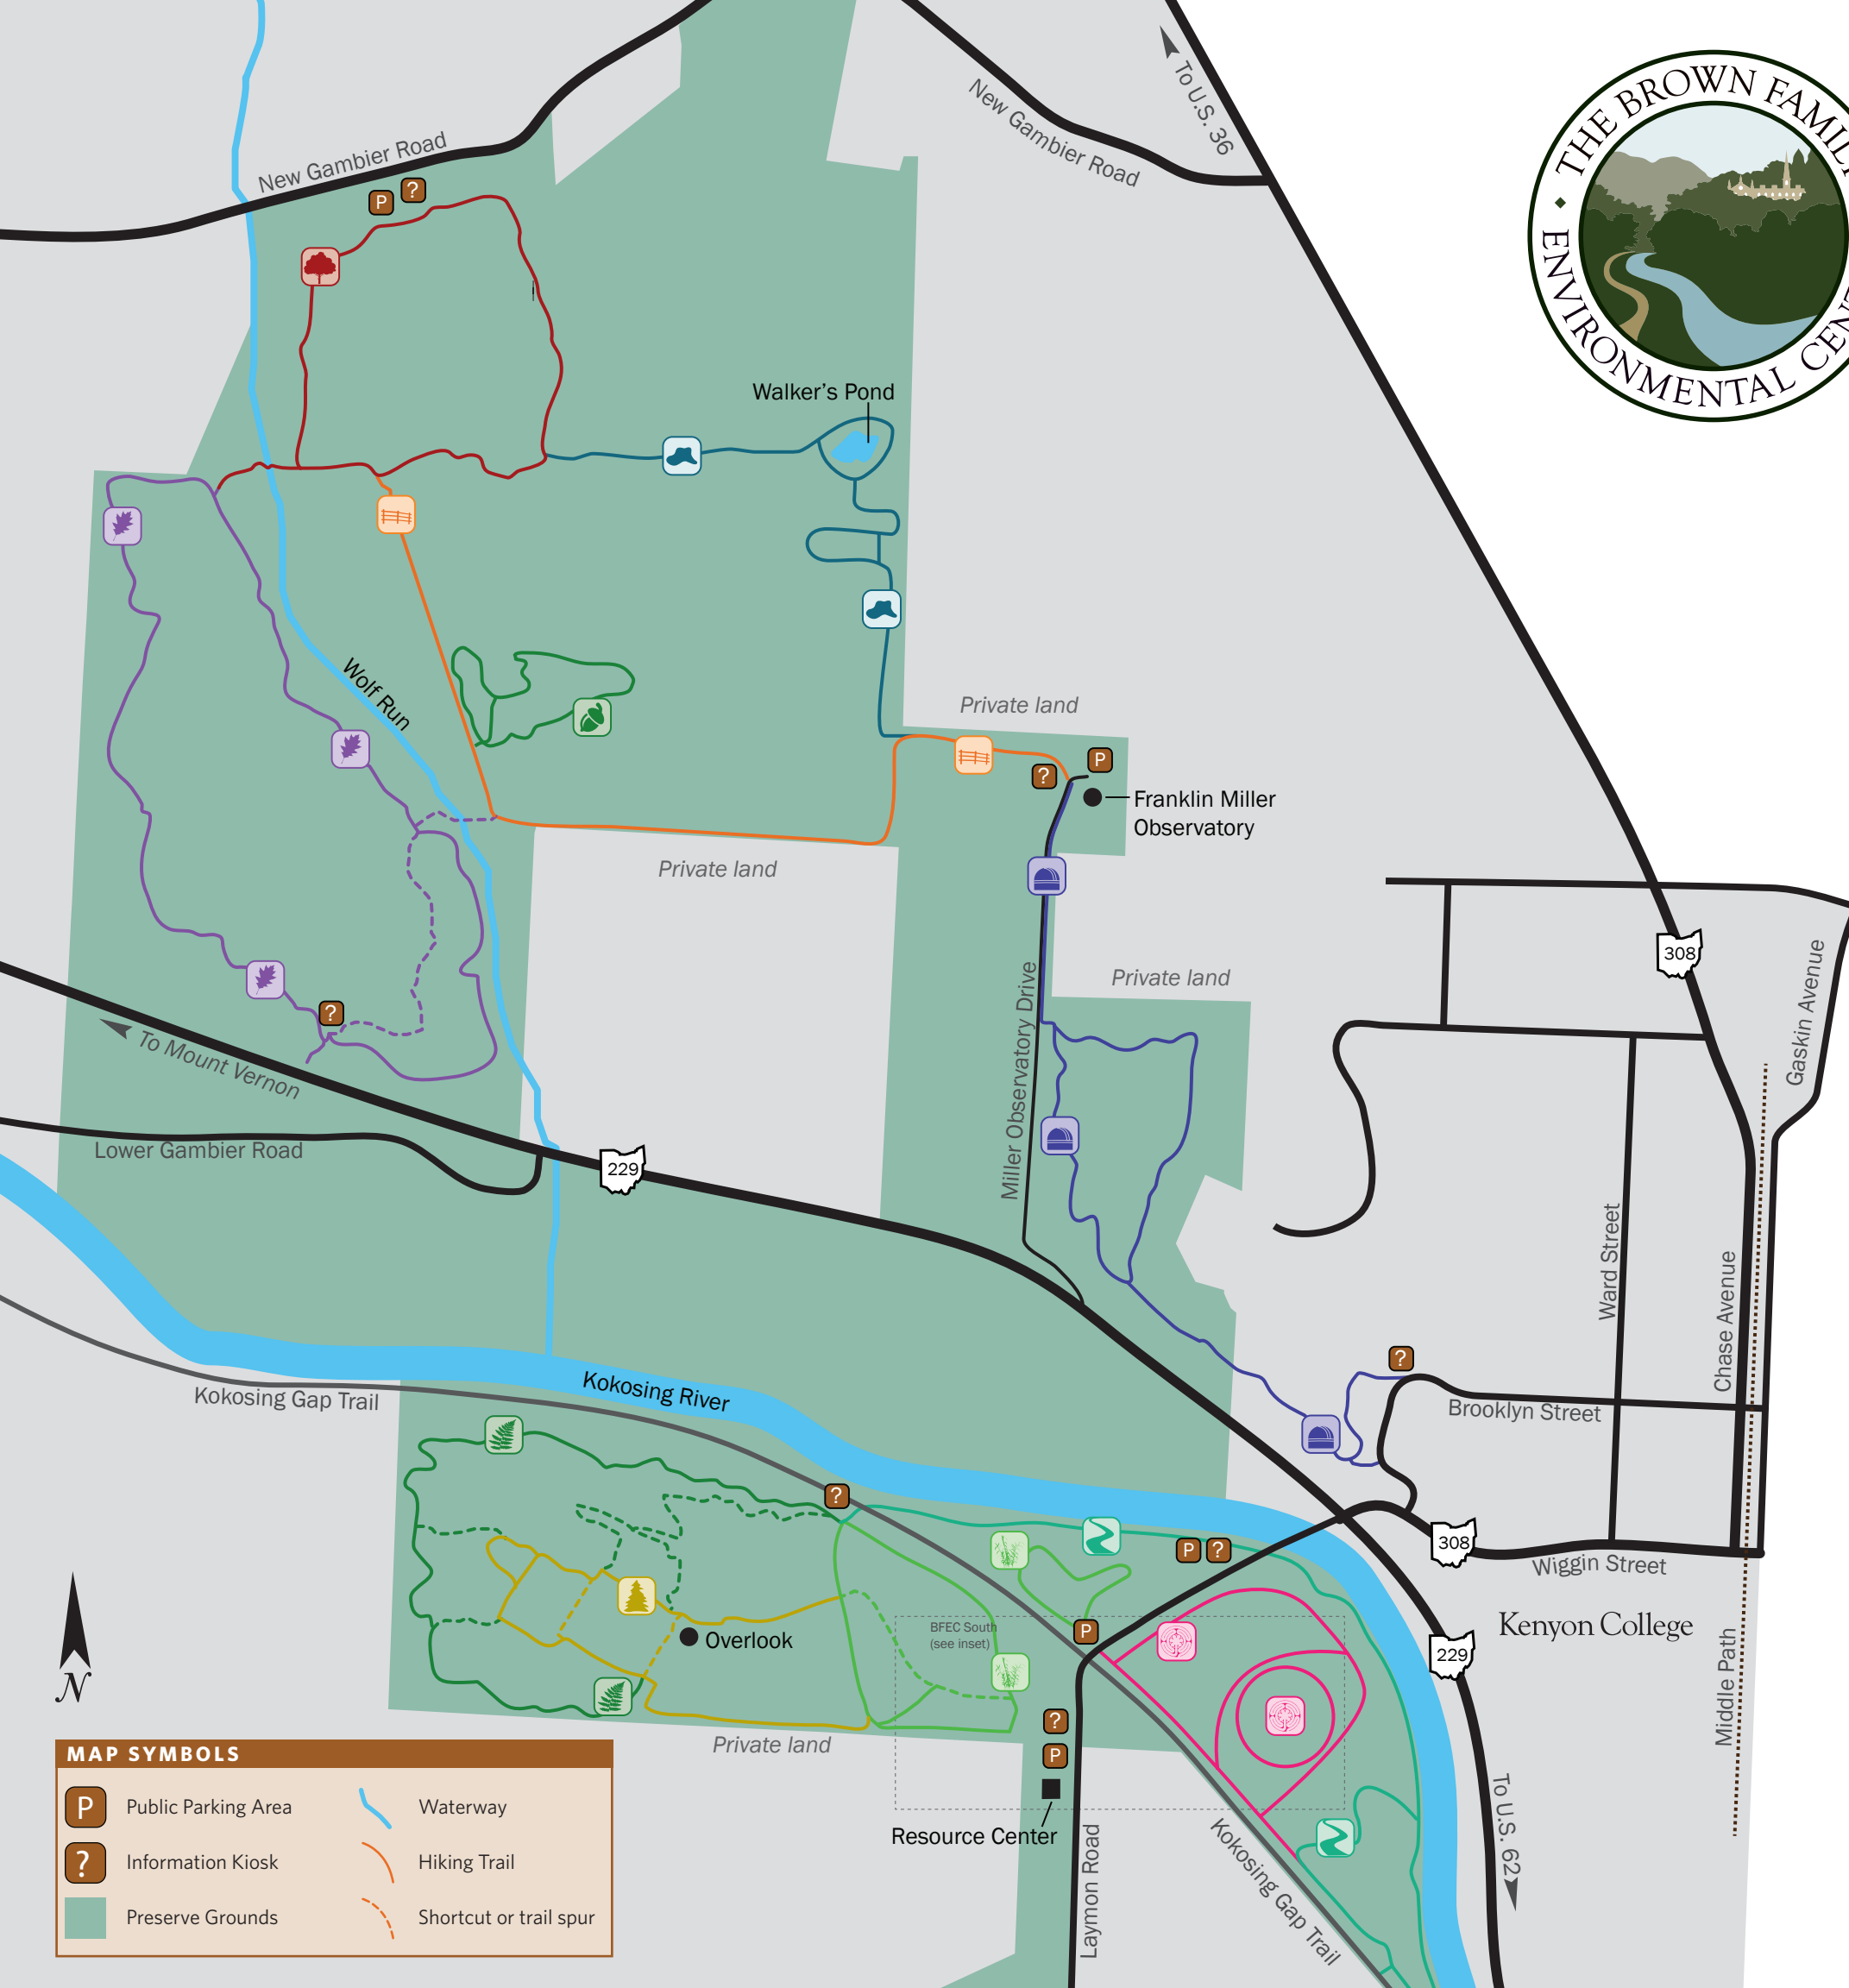 To U.S. 36
New Gambier Road
New Gambier Road
THE BROWN FAMIL
ENVIRONMENTAL CEN
P
?
Walker's Pond
Wolf Run
Private land
P
?
Franklin Miller
Observatory
Private land
308
Gaskin Avenue
Private land
Miller Observatory Drive
?
To Mount Vernon
Lower Gambier Road
229
Ward Street
Chase Avenue
?
Kokosing Gap Trail
Kokosing River
Brooklyn Street
?
P
?
308
Wiggin Street
BFEC South
(see inset)
P
Overlook
Kenyon College
229
Middle Path
N
Private land
?
P
Resource Center
Laymon Road
Kokosing Gap Trail
To U.S. 62
MAP SYMBOLS
P Public Parking Area
Waterway
? Information Kiosk
Hiking Trail
Preserve Grounds
Shortcut or trail spur